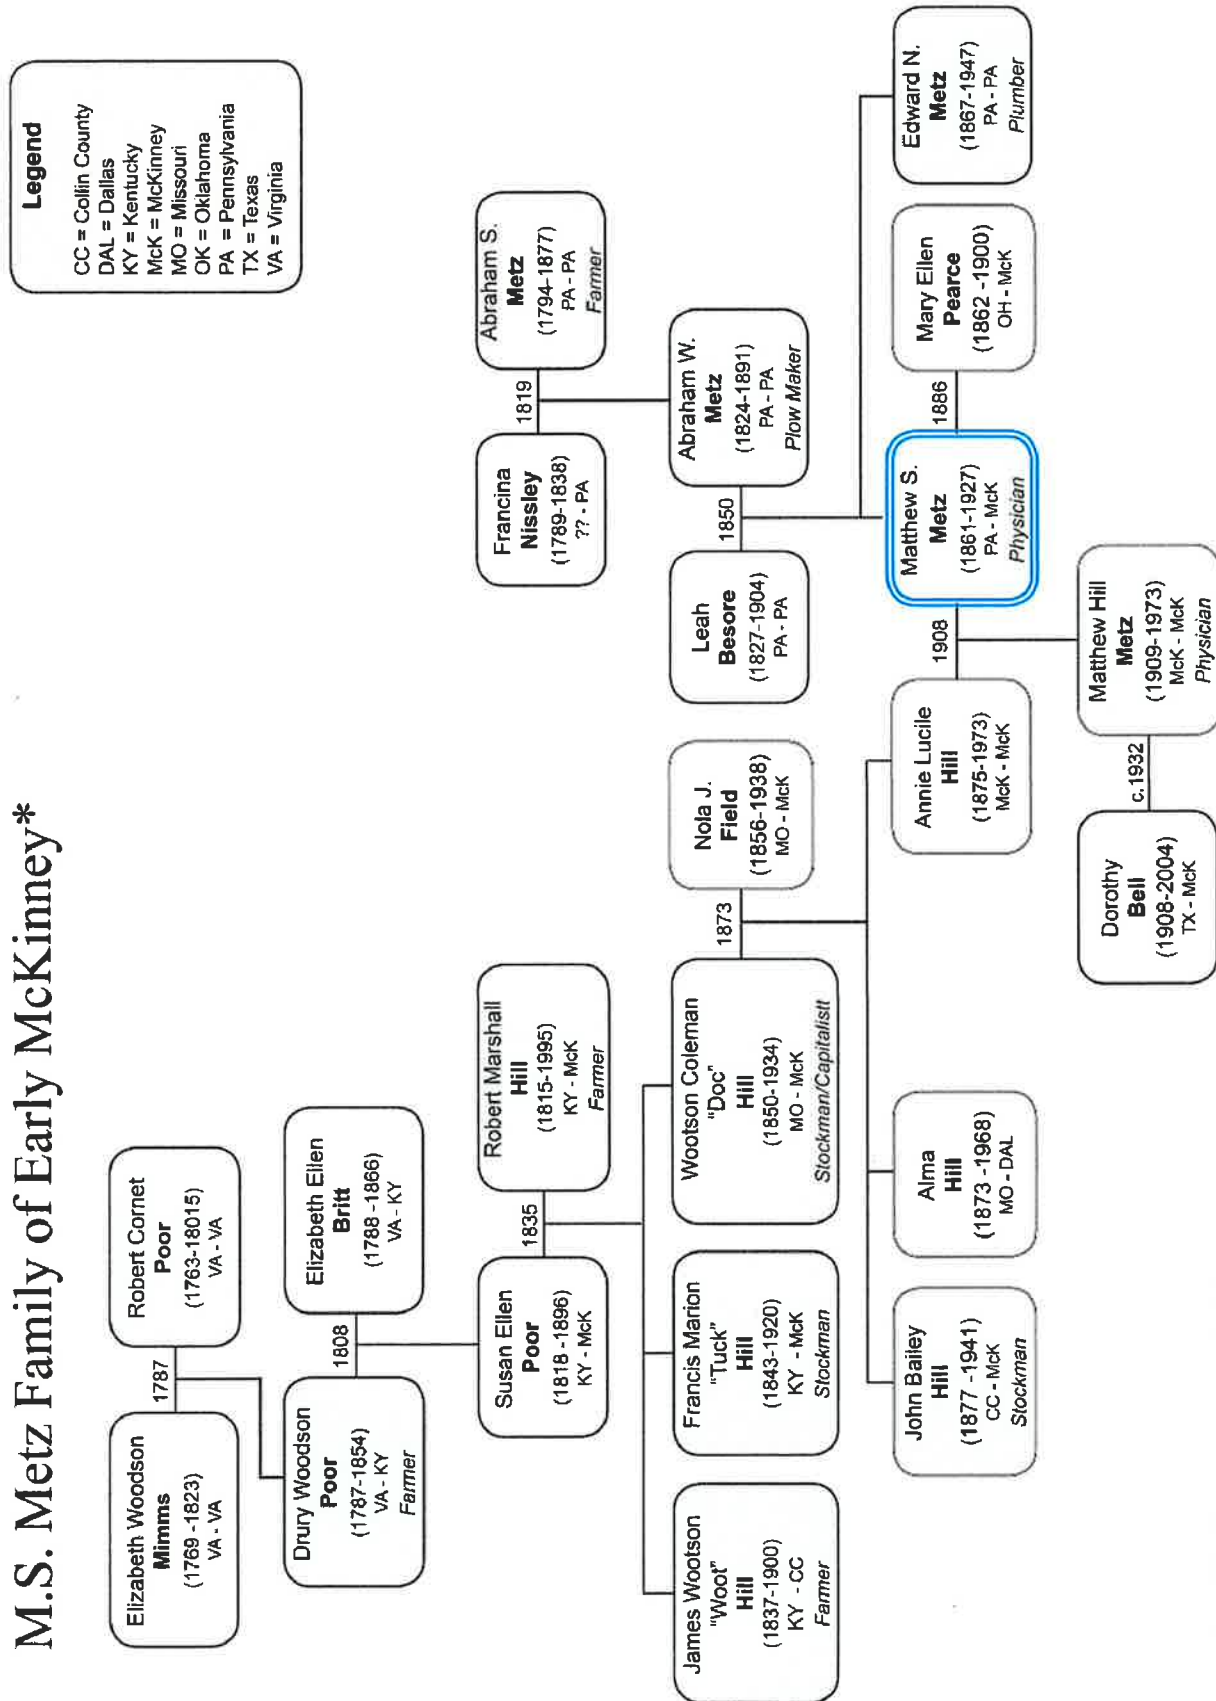 M.S. Metz Family of Early McKinney*
Legend
CC = Collin County
DAL = Dallas
KY = Kentucky
McK = McKinney
MO = Missouri
OK = Oklahoma
PA = Pennsylvania
TX = Texas
VA = Virginia
Elizabeth Woodson
Mimms
(1769 -1823)
VA - VA
1787
Robert Cornet
Poor
(1763-18015)
VA - VA
Drury Woodson
Poor
(1787-1854)
VA - KY
Farmer
1808
Elizabeth Ellen
Britt
(1788 -1866)
VA - KY
Susan Ellen
Poor
(1818 -1896)
KY - McK
1835
Robert Marshall
Hill
(1815-1995)
KY - McK
Farmer
Francina
Nissley
(1789-1838)
?? - PA
1819
Abraham S.
Metz
(1794-1877)
PA - PA
Farmer
James Wootson
"Woot"
Hill
(1837-1900)
KY - CC
Farmer
Francis Marion
"Tuck"
Hill
(1843-1920)
KY - McK
Stockman
Wootson Coleman
"Doc"
Hill
(1850-1934)
MO - McK
Stockman/Capitalistt
1873
Nola J.
Field
(1856-1938)
MO - McK
Leah
Besore
(1827-1904)
PA - PA
1850
Abraham W.
Metz
(1824-1891)
PA - PA
Plow Maker
John Bailey
Hill
(1877 -1941)
CC - McK
Stockman
Alma
Hill
(1873 -1968)
MO - DAL
Annie Lucile
Hill
(1875-1973)
McK - McK
1908
Matthew S.
Metz
(1861-1927)
PA - McK
Physician
1886
Mary Ellen
Pearce
(1862 -1900)
OH - McK
Edward N.
Metz
(1867-1947)
PA - PA
Plumber
Dorothy
Bell
(1908-2004)
TX - McK
c.1932
Matthew Hill
Metz
(1909-1973)
McK - McK
Physician